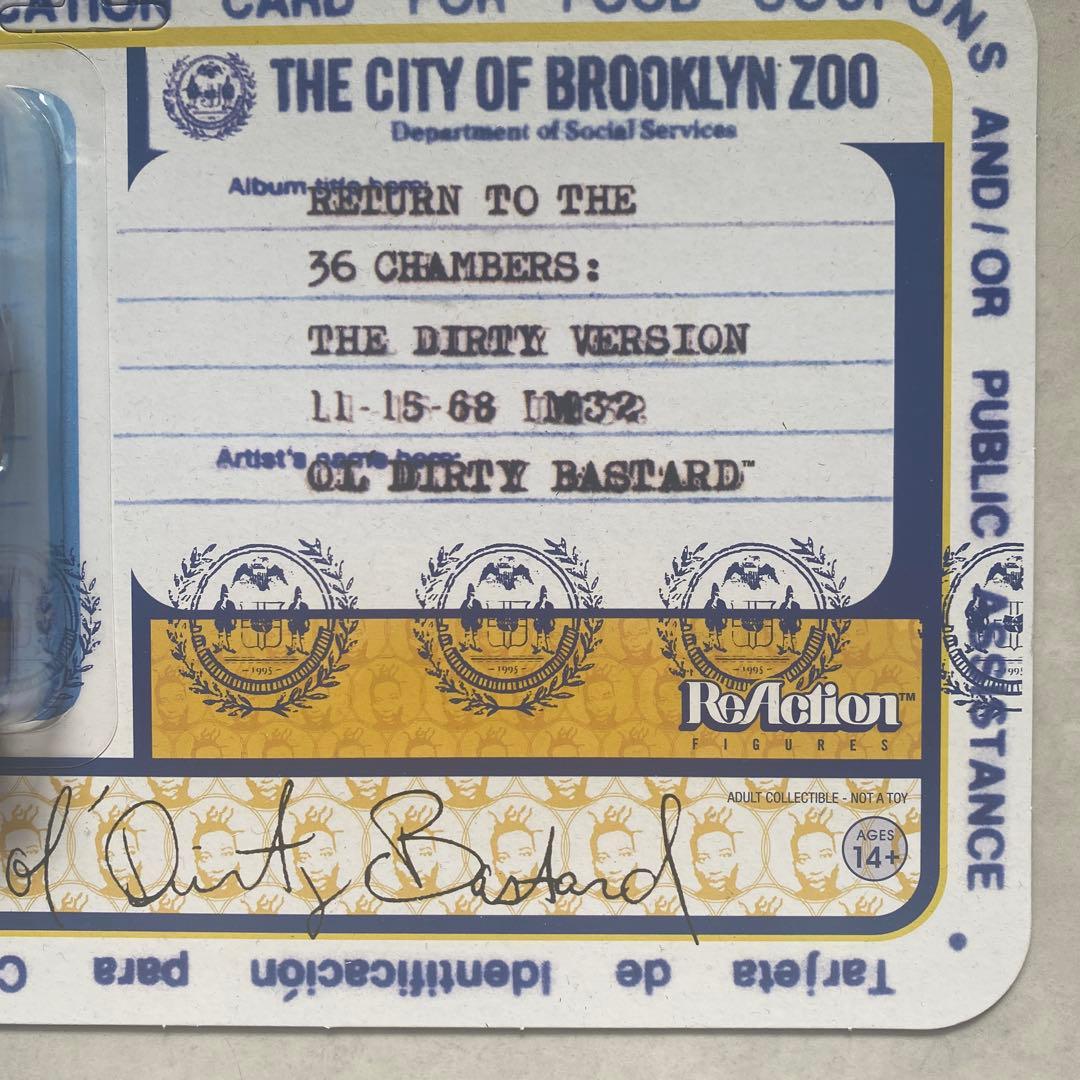 CARD FOR FOOD COUPONS AND/OR PUBLIC ASSISTANCE
THE CITY OF BROOKLYN ZOO
Department of Social Services
Album title here:
RETURN TO THE
36 CHAMBERS:
THE DIRTY VERSION
11-15-68
Artist's name here:
OL DIRTY BASTARD™
1995
1995
1995
ReAction™
FIGURES
ADULT COLLECTIBLE - NOT A TOY
AGES
14+
ol' Dirty Bastard
Tarjeta de Identificación para